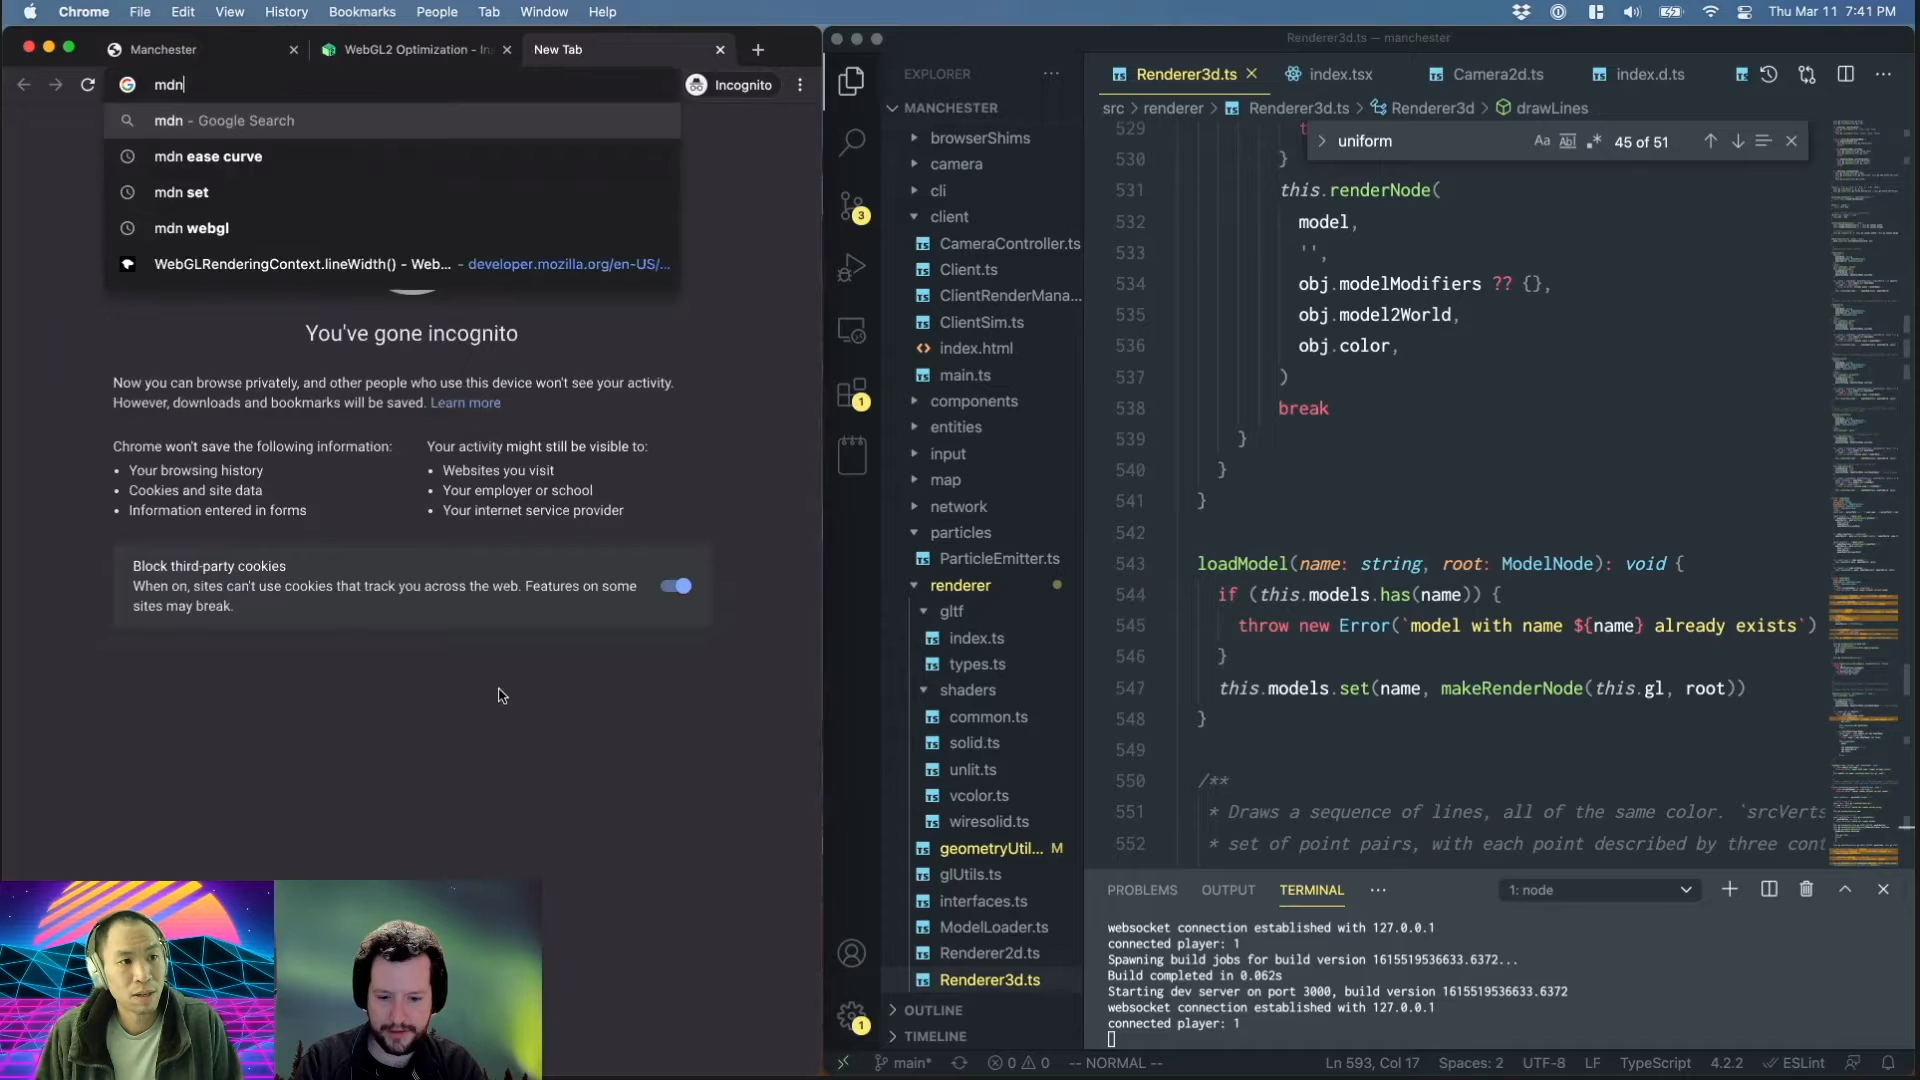 Chrome File Edit View History Bookmarks People Tab Window Help
Thu Mar 11 7:41 PM
Manchester
WebGL2 Optimization - In
New Tab
mdn
Incognito
mdn - Google Search
mdn ease curve
mdn set
mdn webgl
WebGLRenderingContext.lineWidth() - Web... - developer.mozilla.org/en-US/...
You've gone incognito
Now you can browse privately, and other people who use this device won't see your activity.
However, downloads and bookmarks will be saved. Learn more
Chrome won't save the following information:
• Your browsing history
• Cookies and site data
• Information entered in forms
Your activity might still be visible to:
• Websites you visit
• Your employer or school
• Your internet service provider
Block third-party cookies
When on, sites can't use cookies that track you across the web. Features on some
sites may break.
Renderer3d.ts — manchester
EXPLORER
MANCHESTER
browserShims
camera
cli
client
CameraController.ts
Client.ts
ClientRenderMana...
ClientSim.ts
index.html
main.ts
components
entities
input
map
network
particles
ParticleEmitter.ts
renderer
gltf
index.ts
types.ts
shaders
common.ts
solid.ts
unlit.ts
vcolor.ts
wiresolid.ts
geometryUtil... M
glUtils.ts
interfaces.ts
ModelLoader.ts
Renderer2d.ts
Renderer3d.ts
OUTLINE
TIMELINE
3
1
1
Renderer3d.ts
index.tsx
Camera2d.ts
index.d.ts
src > renderer > Renderer3d.ts > Renderer3d > drawLines
uniform
Aa Abl .* 45 of 51
529 t
530 }
531 this.renderNode(
532 model,
533 '',
534 obj.modelModifiers ?? {},
535 obj.model2World,
536 obj.color,
537 )
538 break
539 }
540 }
541 }
542
543 loadModel(name: string, root: ModelNode): void {
544 if (this.models.has(name)) {
545 throw new Error(`model with name ${name} already exists`)
546 }
547 this.models.set(name, makeRenderNode(this.gl, root))
548 }
549
550 /**
551 * Draws a sequence of lines, all of the same color. `srcVerts
552 * set of point pairs, with each point described by three cont
PROBLEMS OUTPUT TERMINAL ... 1: node
websocket connection established with 127.0.0.1
connected player: 1
Spawning build jobs for build version 1615519536633.6372...
Build completed in 0.062s
Starting dev server on port 3000, build version 1615519536633.6372
websocket connection established with 127.0.0.1
connected player: 1
main* 0 0 -- NORMAL -- Ln 593, Col 17 Spaces: 2 UTF-8 LF TypeScript 4.2.2 ESLint